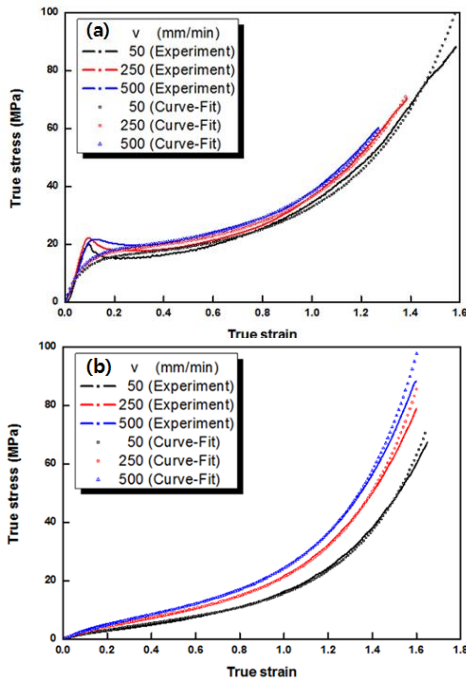 (a)
v (mm/min)
50 (Experiment)
250 (Experiment)
500 (Experiment)
50 (Curve-Fit)
250 (Curve-Fit)
500 (Curve-Fit)
True stress (MPa)
100
80
60
40
20
0
0.0 0.2 0.4 0.6 0.8 1.0 1.2 1.4 1.6
True strain
(b)
v (mm/min)
50 (Experiment)
250 (Experiment)
500 (Experiment)
50 (Curve-Fit)
250 (Curve-Fit)
500 (Curve-Fit)
True stress (MPa)
100
80
60
40
20
0
0.0 0.2 0.4 0.6 0.8 1.0 1.2 1.4 1.6 1.8
True strain